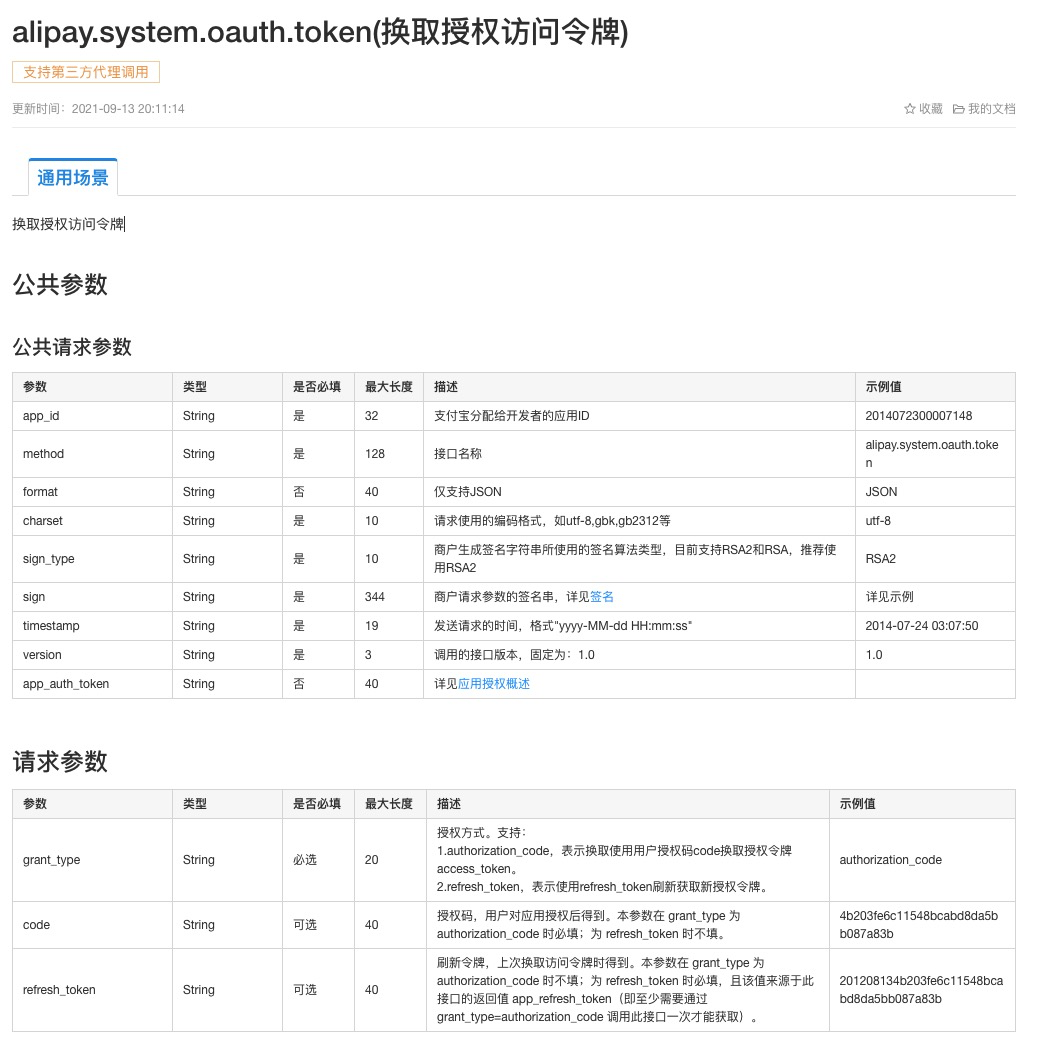 alipay.system.oauth.token(换取授权访问令牌)
支持第三方代理调用
更新时间：2021-09-13 20:11:14
收藏 我的文档
通用场景
换取授权访问令牌
公共参数
公共请求参数
参数 类型 是否必填 最大长度 描述 示例值
app_id String 是 32 支付宝分配给开发者的应用ID 2014072300007148
method String 是 128 接口名称 alipay.system.oauth.toke
n
format String 否 40 仅支持JSON JSON
charset String 是 10 请求使用的编码格式，如utf-8,gbk,gb2312等 utf-8
sign_type String 是 10 商户生成签名字符串所使用的签名算法类型，目前支持RSA2和RSA，推荐使
用RSA2 RSA2
sign String 是 344 商户请求参数的签名串，详见签名 详见示例
timestamp String 是 19 发送请求的时间，格式"yyyy-MM-dd HH:mm:ss" 2014-07-24 03:07:50
version String 是 3 调用的接口版本，固定为：1.0 1.0
app_auth_token String 否 40 详见应用授权概述
请求参数
参数 类型 是否必填 最大长度 描述 示例值
grant_type String 必选 20 授权方式。支持：
1.authorization_code，表示换取使用用户授权码code换取授权令牌
access_token。
2.refresh_token，表示使用refresh_token刷新获取新授权令牌。 authorization_code
code String 可选 40 授权码，用户对应用授权后得到。本参数在 grant_type 为
authorization_code 时必填；为 refresh_token 时不填。 4b203fe6c11548bcabd8da5b
b087a83b
refresh_token String 可选 40 刷新令牌，上次换取访问令牌时得到。本参数在 grant_type 为
authorization_code 时不填；为 refresh_token 时必填，且该值来源于此
接口的返回值 app_refresh_token（即至少需要通过
grant_type=authorization_code 调用此接口一次才能获取）。 201208134b203fe6c11548bca
bd8da5bb087a83b